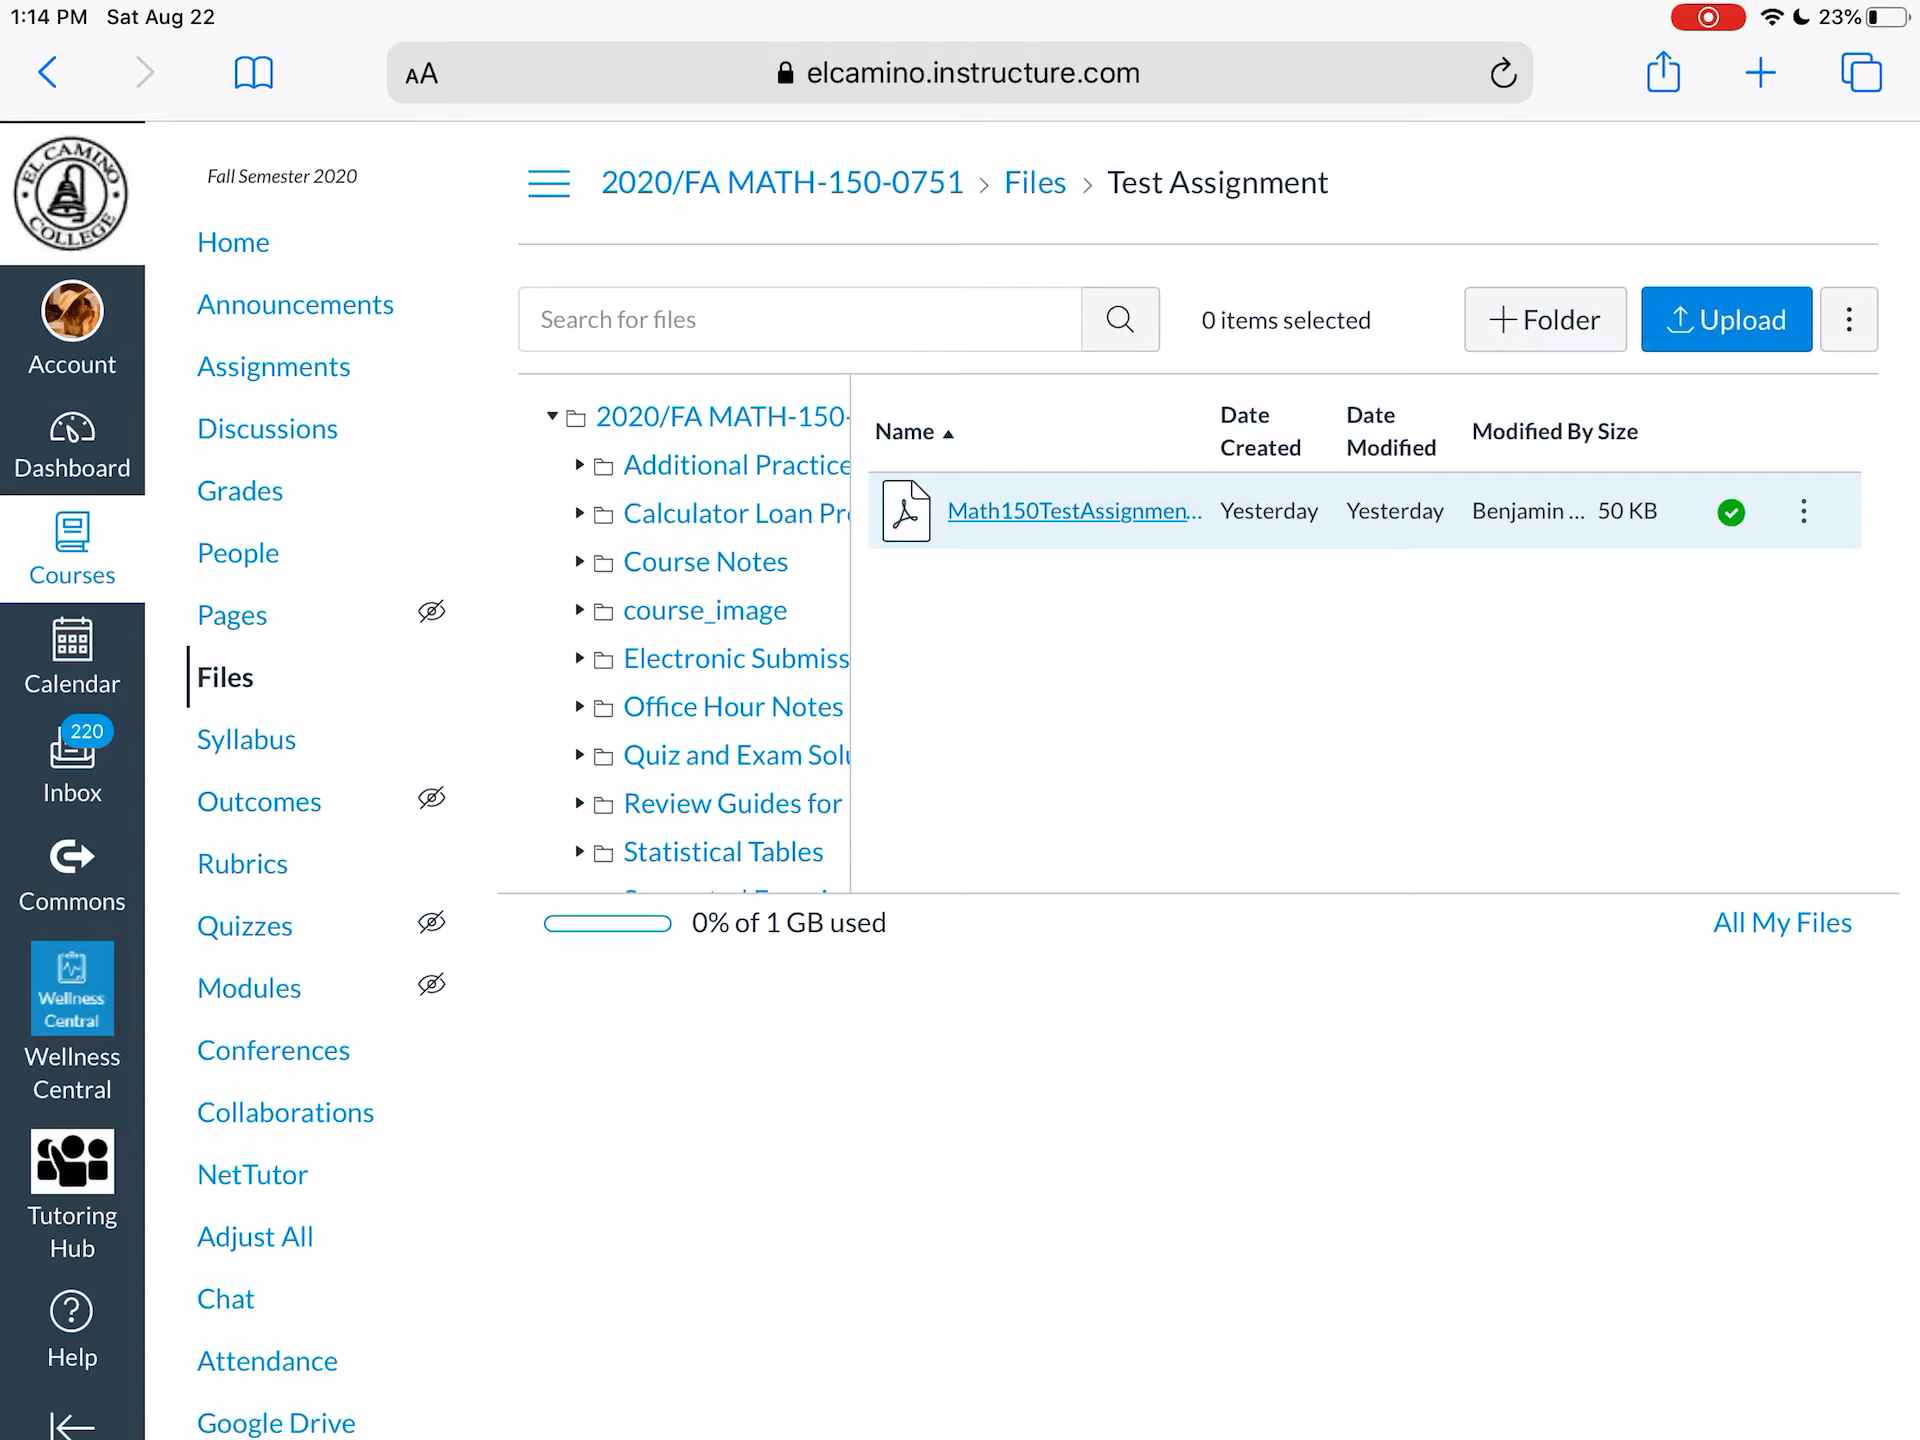 1:14 PM Sat Aug 22
23%
AA
elcamino.instructure.com
EL CAMINO COLLEGE
Account
Dashboard
Courses
Calendar
220
Inbox
Commons
Wellness
Central
Wellness
Central
Tutoring
Hub
Help
Fall Semester 2020
Home
Announcements
Assignments
Discussions
Grades
People
Pages
Files
Syllabus
Outcomes
Rubrics
Quizzes
Modules
Conferences
Collaborations
NetTutor
Adjust All
Chat
Attendance
Google Drive
2020/FA MATH-150-0751 > Files > Test Assignment
Search for files
0 items selected
+ Folder
Upload
2020/FA MATH-150-
Additional Practice
Calculator Loan Pr
Course Notes
course_image
Electronic Submiss
Office Hour Notes
Quiz and Exam Solu
Review Guides for
Statistical Tables
Name Date Created Date Modified Modified By Size
Math150TestAssignmen... Yesterday Yesterday Benjamin ... 50 KB
0% of 1 GB used
All My Files